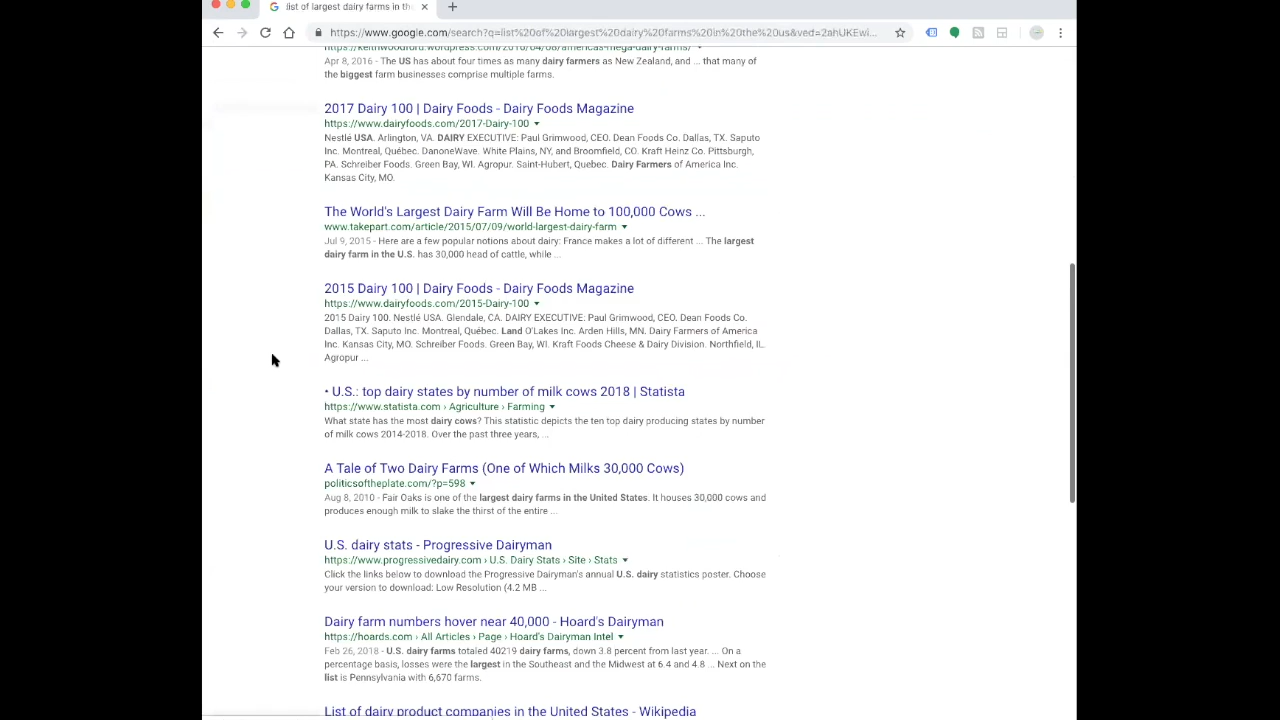 list of largest dairy farms in th
https://www.google.com/search?q=list%20of%20largest%20dairy%20farms%20in%20the%20us&ved=2ahUKEwi...
https://keithwoodford.wordpress.com/2016/04/08/americas-mega-dairy-farms/
Apr 8, 2016 - The US has about four times as many dairy farmers as New Zealand, and ... that many of
the biggest farm businesses comprise multiple farms.
2017 Dairy 100 | Dairy Foods - Dairy Foods Magazine
https://www.dairyfoods.com/2017-Dairy-100
Nestlé USA. Arlington, VA. DAIRY EXECUTIVE: Paul Grimwood, CEO. Dean Foods Co. Dallas, TX. Saputo
Inc. Montreal, Québec. DanoneWave. White Plains, NY, and Broomfield, CO. Kraft Heinz Co. Pittsburgh,
PA. Schreiber Foods. Green Bay, WI. Agropur. Saint-Hubert, Quebec. Dairy Farmers of America Inc.
Kansas City, MO.
The World's Largest Dairy Farm Will Be Home to 100,000 Cows ...
www.takepart.com/article/2015/07/09/world-largest-dairy-farm
Jul 9, 2015 - Here are a few popular notions about dairy: France makes a lot of different ... The largest
dairy farm in the U.S. has 30,000 head of cattle, while ...
2015 Dairy 100 | Dairy Foods - Dairy Foods Magazine
https://www.dairyfoods.com/2015-Dairy-100
2015 Dairy 100. Nestlé USA. Glendale, CA. DAIRY EXECUTIVE: Paul Grimwood, CEO. Dean Foods Co.
Dallas, TX. Saputo Inc. Montreal, Québec. Land O'Lakes Inc. Arden Hills, MN. Dairy Farmers of America
Inc. Kansas City, MO. Schreiber Foods. Green Bay, WI. Kraft Foods Cheese & Dairy Division. Northfield, IL.
Agropur ...
• U.S.: top dairy states by number of milk cows 2018 | Statista
https://www.statista.com › Agriculture › Farming
What state has the most dairy cows? This statistic depicts the ten top dairy producing states by number
of milk cows 2014-2018. Over the past three years, ...
A Tale of Two Dairy Farms (One of Which Milks 30,000 Cows)
politicsoftheplate.com/?p=598
Aug 8, 2010 - Fair Oaks is one of the largest dairy farms in the United States. It houses 30,000 cows and
produces enough milk to slake the thirst of the entire ...
U.S. dairy stats - Progressive Dairyman
https://www.progressivedairy.com › U.S. Dairy Stats › Site › Stats
Click the links below to download the Progressive Dairyman's annual U.S. dairy statistics poster. Choose
your version to download: Low Resolution (4.2 MB ...
Dairy farm numbers hover near 40,000 - Hoard's Dairyman
https://hoards.com › All Articles › Page › Hoard's Dairyman Intel
Feb 26, 2018 - U.S. dairy farms totaled 40219 dairy farms, down 3.8 percent from last year. ... On a
percentage basis, losses were the largest in the Southeast and the Midwest at 6.4 and 4.8 ... Next on the
list is Pennsylvania with 6,670 farms.
List of dairy product companies in the United States - Wikipedia